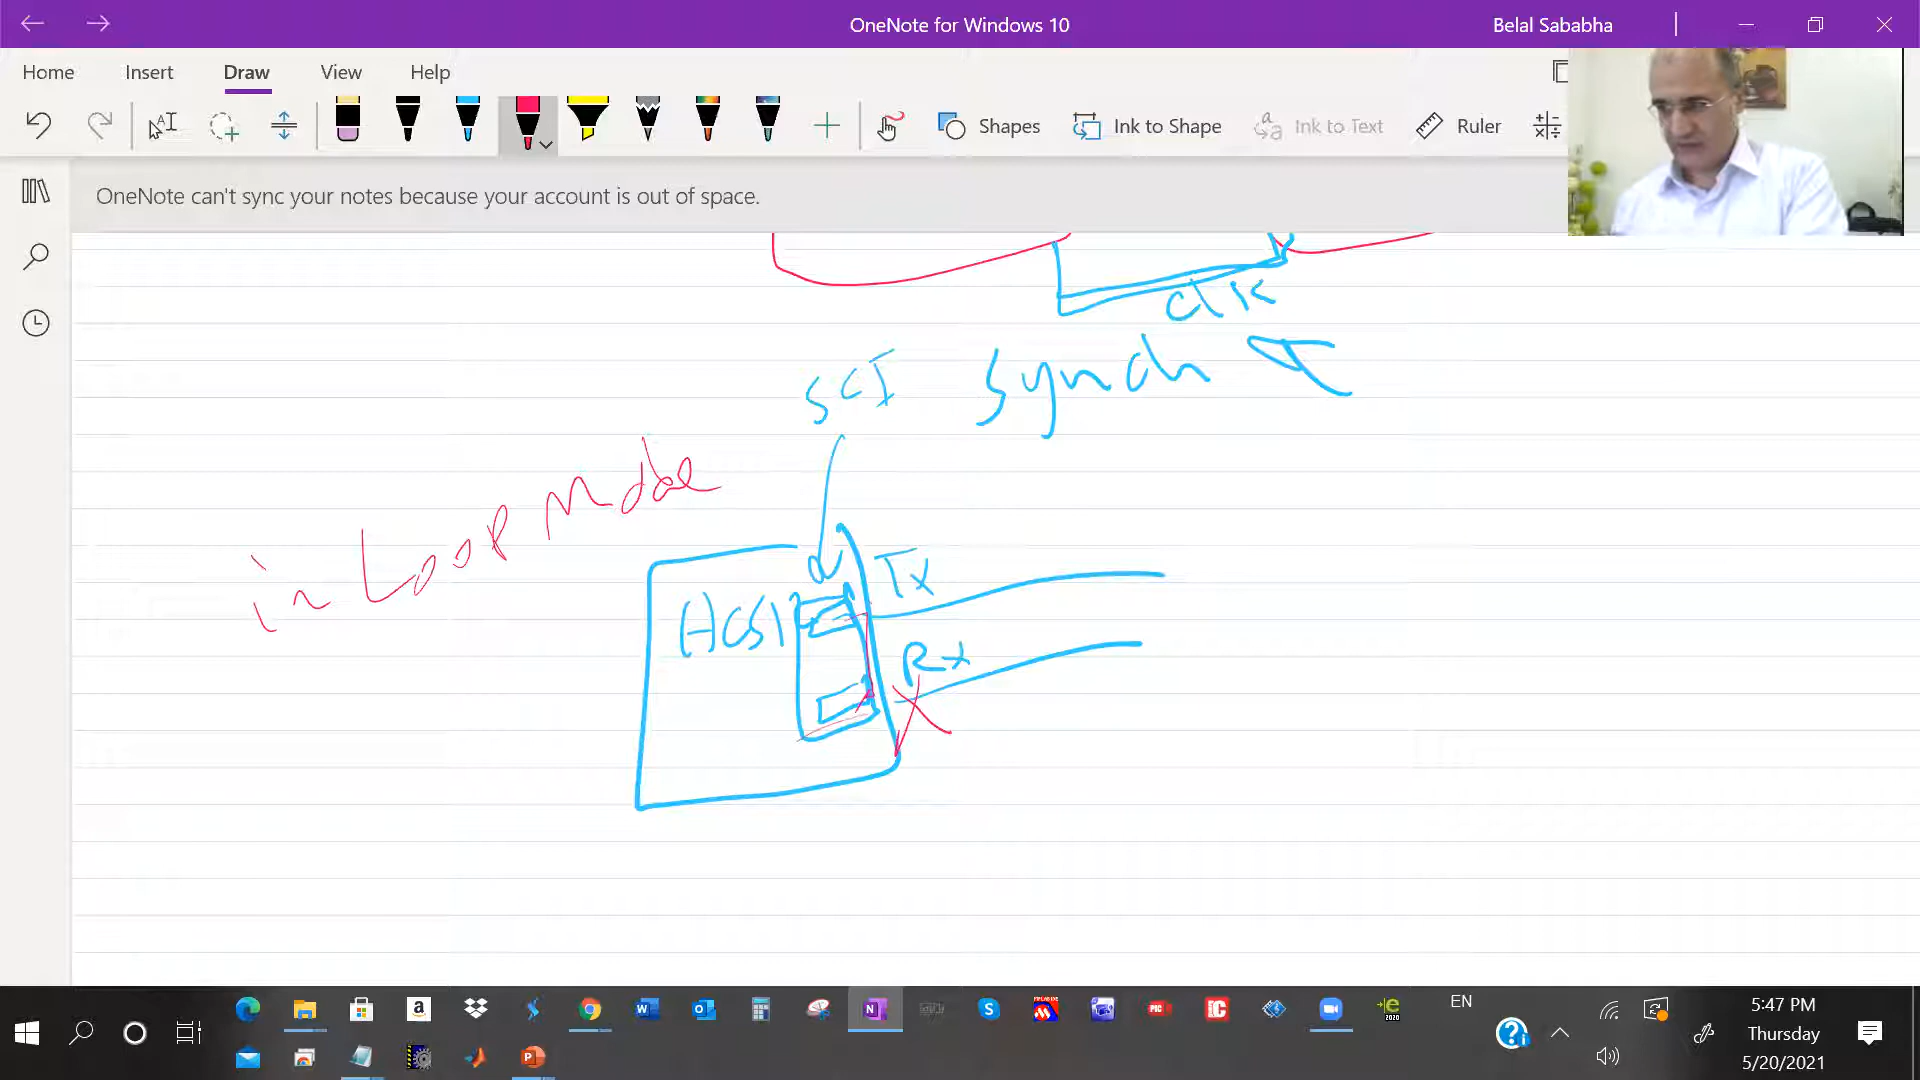 OneNote for Windows 10
Belal Sababha
Home Insert Draw View Help
Shapes Ink to Shape Ink to Text Ruler
OneNote can't sync your notes because your account is out of space.
clk
SCI Synch
in Loop Mode
Tx
Rx
EN
5:47 PM
Thursday
5/20/2021